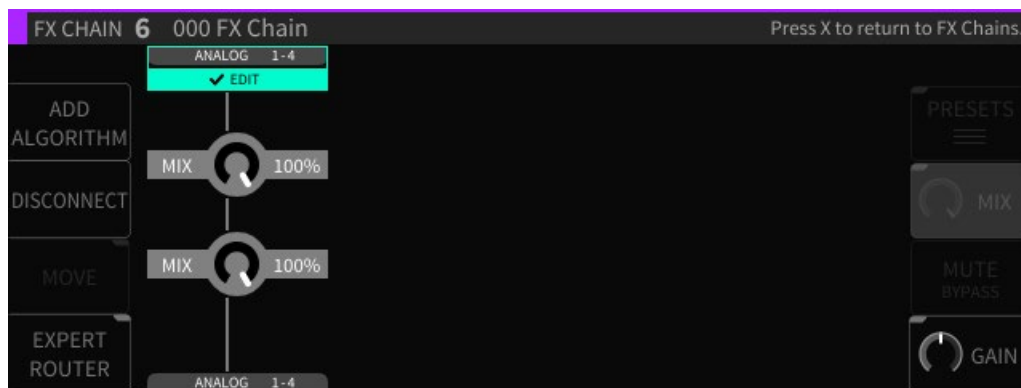 FX CHAIN 6 000 FX Chain
Press X to return to FX Chains.
ANALOG 1-4
EDIT
ADD
ALGORITHM
PRESETS
MIX 100%
DISCONNECT
MIX
MIX 100%
MOVE
MUTE
BYPASS
EXPERT
ROUTER
GAIN
ANALOG 1-4